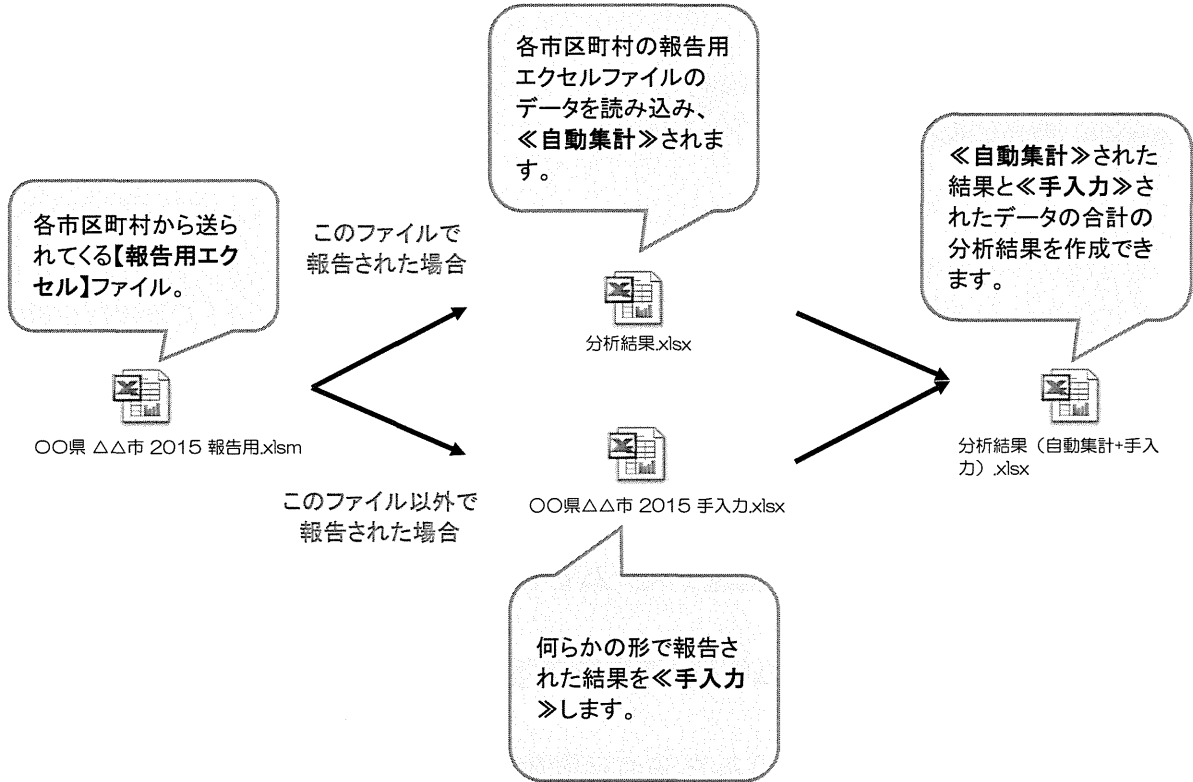 各市区町村から送ら
れてくる【報告用エク
セル】ファイル。
〇〇県 △△市 2015 報告用.xlsm
このファイルで
報告された場合
各市区町村の報告用
エクセルファイルの
データを読み込み、
≪自動集計≫されま
す。
分析結果.xlsx
このファイル以外で
報告された場合
〇〇県△△市 2015 手入力.xlsx
何らかの形で報告さ
れた結果を≪手入力
≫します。
≪自動集計≫された
結果と≪手入力≫さ
れたデータの合計の
分析結果を作成でき
ます。
分析結果（自動集計+手入
力）.xlsx